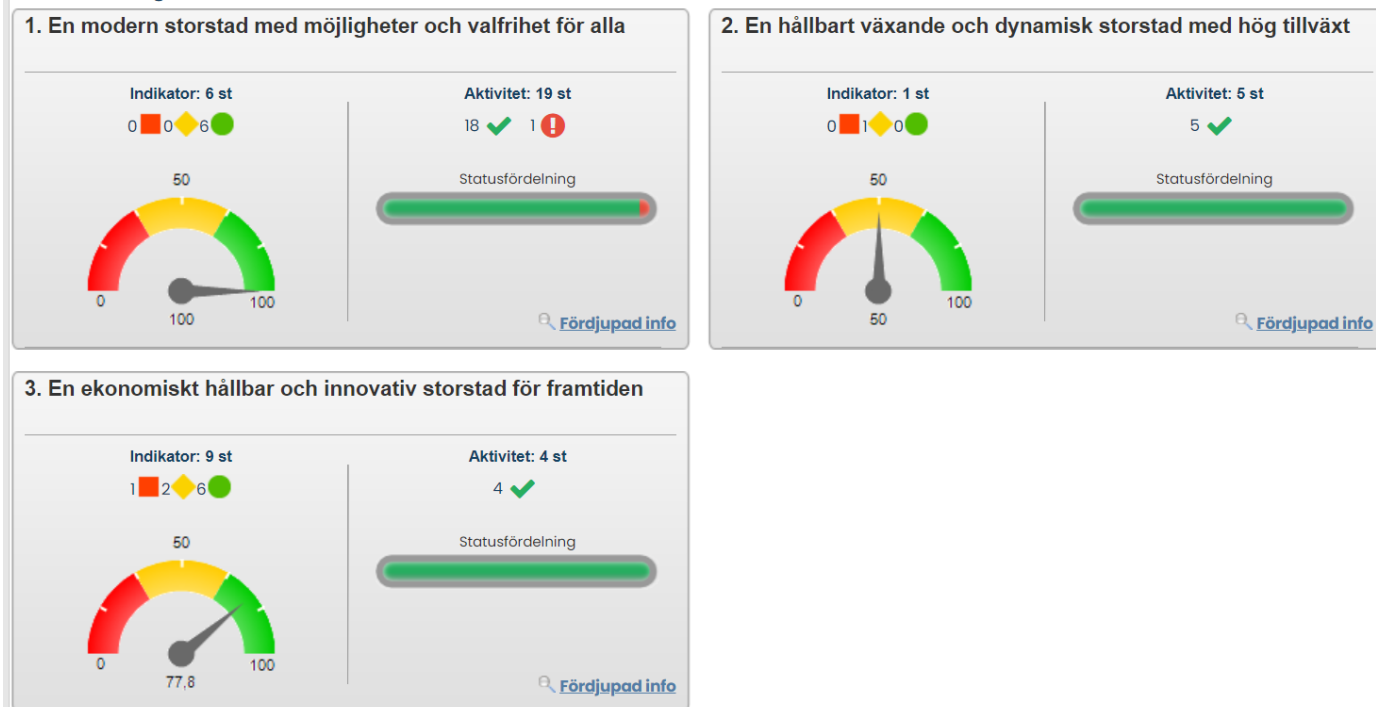 1. En modern storstad med möjligheter och valfrihet för alla
Indikator: 6 st
Aktivitet: 19 st
0 0 6
18 1
50
Statusfördelning
0
100
100
Fördjupad info
2. En hållbart växande och dynamisk storstad med hög tillväxt
Indikator: 1 st
Aktivitet: 5 st
0 1 0
5
50
Statusfördelning
0
100
50
Fördjupad info
3. En ekonomiskt hållbar och innovativ storstad för framtiden
Indikator: 9 st
Aktivitet: 4 st
1 2 6
4
50
Statusfördelning
0
100
77,8
Fördjupad info